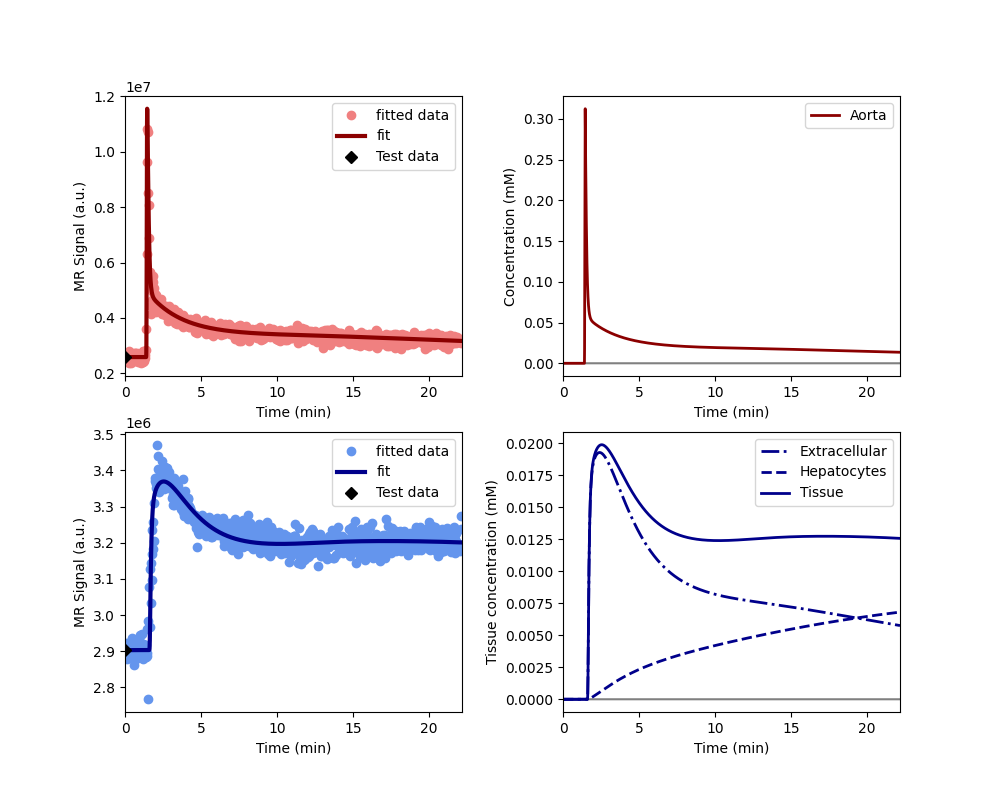 1e7
MR Signal (a.u.)
1.2
1.0
0.8
0.6
0.4
0.2
0
5
10
15
20
Time (min)
fitted data
fit
Test data
Concentration (mM)
0.30
0.25
0.20
0.15
0.10
0.05
0.00
0
5
10
15
20
Time (min)
Aorta
1e6
MR Signal (a.u.)
3.5
3.4
3.3
3.2
3.1
3.0
2.9
2.8
0
5
10
15
20
Time (min)
fitted data
fit
Test data
Tissue concentration (mM)
0.0200
0.0175
0.0150
0.0125
0.0100
0.0075
0.0050
0.0025
0.0000
0
5
10
15
20
Time (min)
Extracellular
Hepatocytes
Tissue